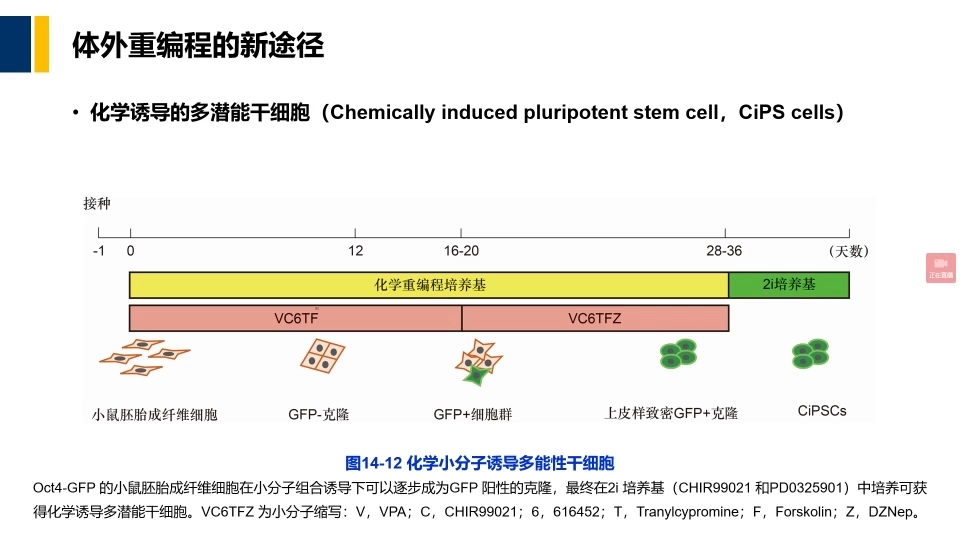 体外重编程的新途径
• 化学诱导的多潜能干细胞（Chemically induced pluripotent stem cell，CiPS cells）
接种
-1 0 12 16-20 28-36 （天数）
化学重编程培养基 2i培养基
正在直播
VC6TF VC6TFZ
小鼠胚胎成纤维细胞 GFP-克隆 GFP+细胞群 上皮样致密GFP+克隆 CiPSCs
图14-12 化学小分子诱导多能性干细胞
Oct4-GFP 的小鼠胚胎成纤维细胞在小分子组合诱导下可以逐步成为GFP 阳性的克隆，最终在2i 培养基（CHIR99021 和PD0325901）中培养可获
得化学诱导多潜能干细胞。VC6TFZ 为小分子缩写：V，VPA；C，CHIR99021；6，616452；T，Tranylcypromine；F，Forskolin；Z，DZNep。